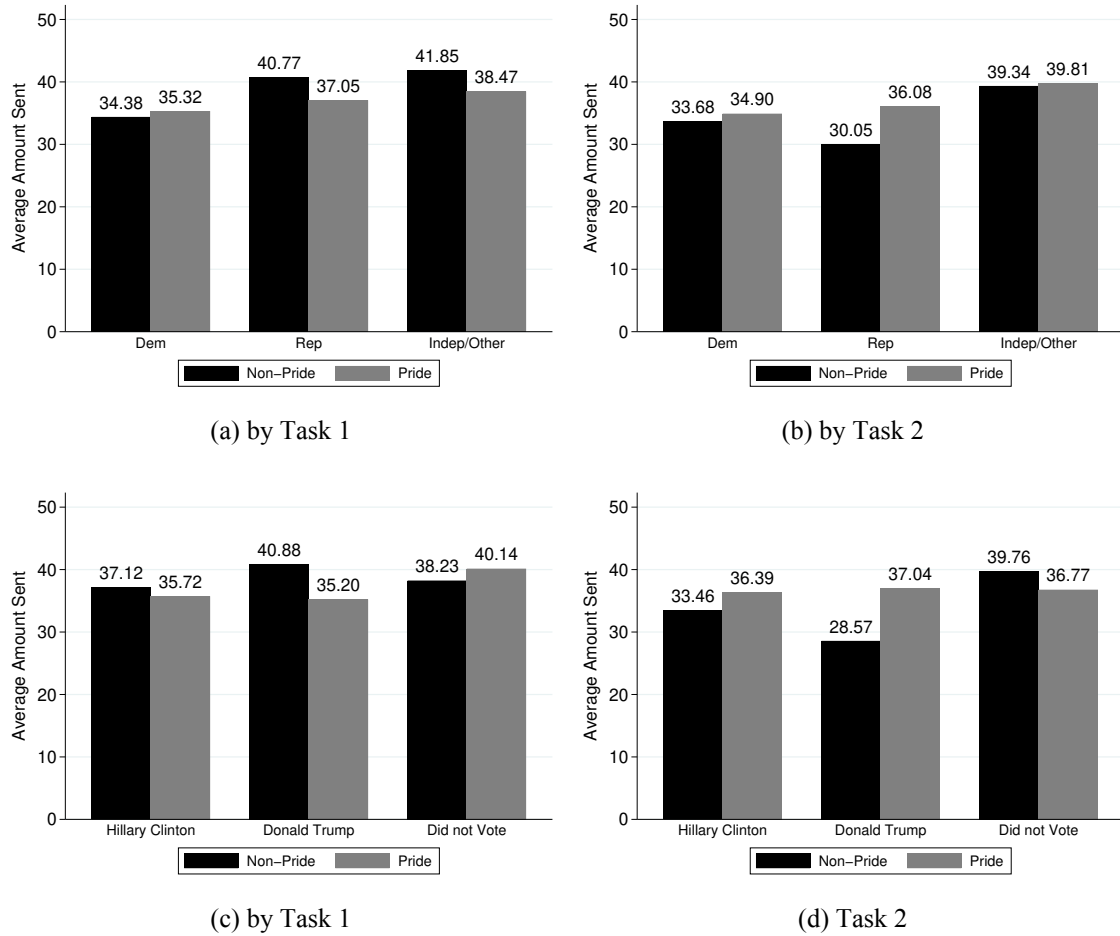 50
40
30
20
10
0
Average Amount Sent
34.38 35.32
40.77 37.05
41.85 38.47
Dem Rep Indep/Other
Non−Pride Pride
(a) by Task 1
50
40
30
20
10
0
Average Amount Sent
33.68 34.90
30.05 36.08
39.34 39.81
Dem Rep Indep/Other
Non−Pride Pride
(b) by Task 2
50
40
30
20
10
0
Average Amount Sent
37.12 35.72
40.88 35.20
38.23 40.14
Hillary Clinton Donald Trump Did not Vote
Non−Pride Pride
(c) by Task 1
50
40
30
20
10
0
Average Amount Sent
33.46 36.39
28.57 37.04
39.76 36.77
Hillary Clinton Donald Trump Did not Vote
Non−Pride Pride
(d) Task 2